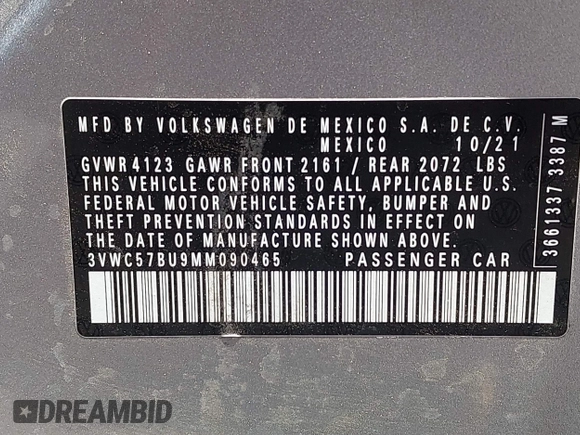 MFD BY VOLKSWAGEN DE MEXICO S.A. DE C.V.
MEXICO 10/21
GVWR 4123 GAWR FRONT 2161 / REAR 2072 LBS
THIS VEHICLE CONFORMS TO ALL APPLICABLE U.S.
FEDERAL MOTOR VEHICLE SAFETY, BUMPER AND
THEFT PREVENTION STANDARDS IN EFFECT ON
THE DATE OF MANUFACTURE SHOWN ABOVE.
3VWC57BU9MM090465 PASSENGER CAR
3661337 3387 M
DREAMBID